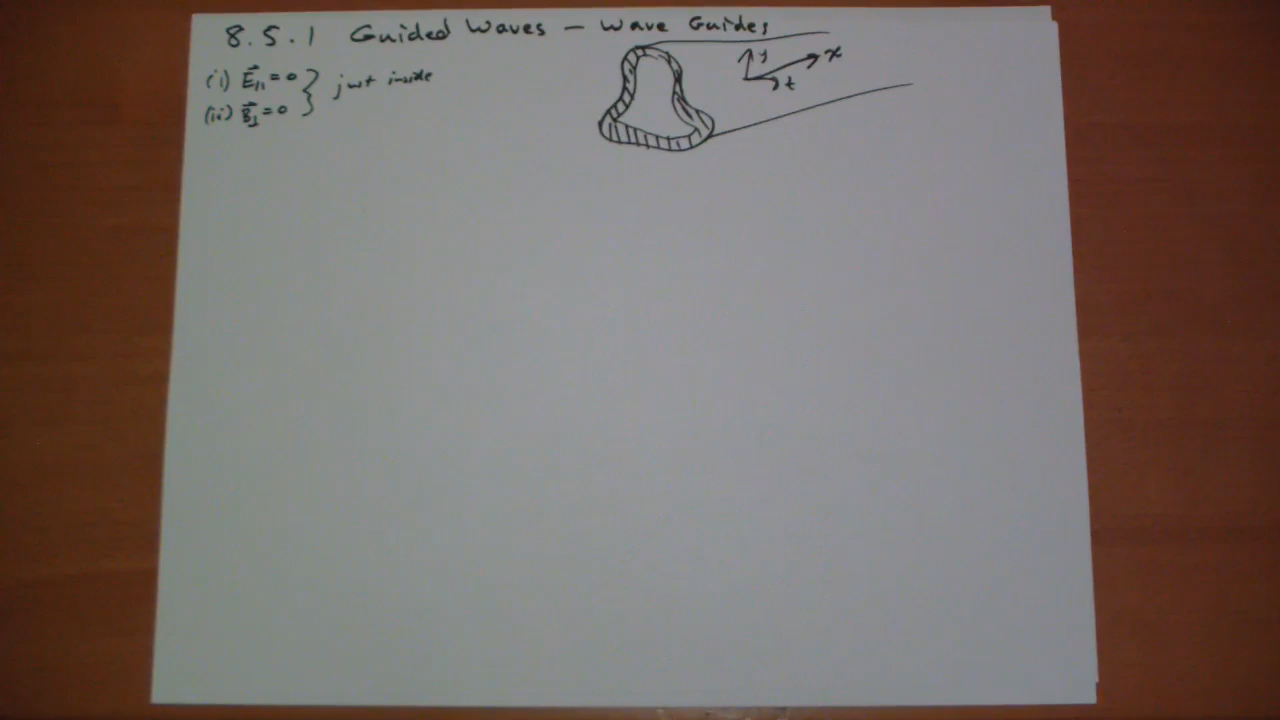 8.5.1 Guided Waves – Wave Guides
(i) E⃗∥ = 0 } just inside
(ii) B⃗⊥ = 0
y x
z